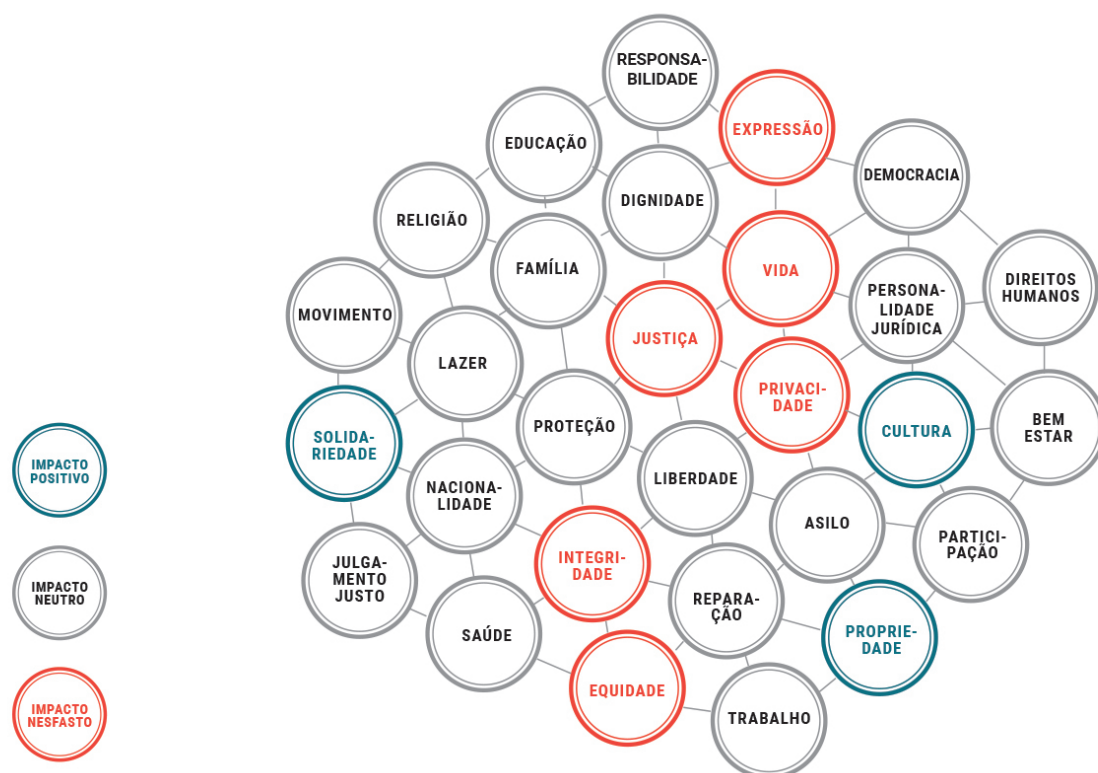 RESPONSA-
BILIDADE
EXPRESSÃO
EDUCAÇÃO
DEMOCRACIA
DIGNIDADE
RELIGIÃO
FAMÍLIA
VIDA
DIREITOS
HUMANOS
PERSONA-
LIDADE
JURÍDICA
MOVIMENTO
JUSTIÇA
LAZER
PRIVACI-
DADE
SOLIDA-
RIEDADE
PROTEÇÃO
CULTURA
BEM
ESTAR
IMPACTO
POSITIVO
NACIONA-
LIDADE
LIBERDADE
ASILO
PARTICI-
PAÇÃO
JULGA-
MENTO
JUSTO
INTEGRI-
DADE
IMPACTO
NEUTRO
REPARA-
ÇÃO
SAÚDE
PROPRIE-
DADE
EQUIDADE
TRABALHO
IMPACTO
NESFASTO